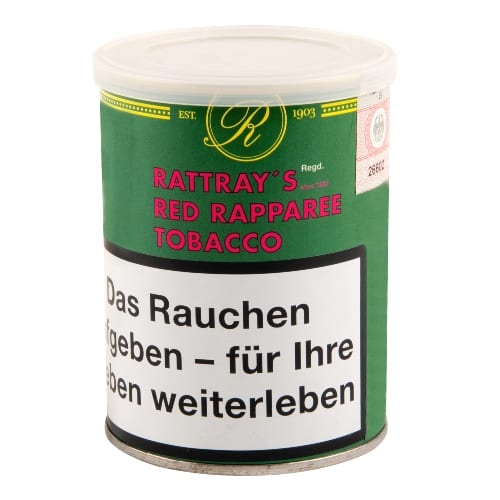 EST. R 1903
Regd.
RATTRAY´S
RED RAPPAREE
TOBACCO
26602
Das Rauchen
fgeben – für Ihre
eben weiterleben